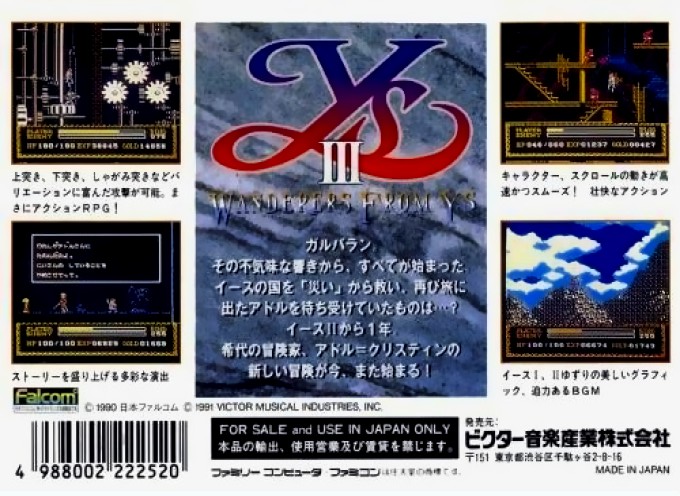 上突き、下突き、しゃがみ突きなどバ
リエーションに富んだ攻撃が可能。ま
さにアクションRPG！
ストーリーを盛り上げる多彩な演出
Ys
III
WANDERERS FROM YS
ガルバラン
その不気味な響きから、すべてが始まった。
イースの国を「災い」から救い、再び旅に
出たアドルを待ち受けていたものは…？
イースIIから1年。
希代の冒険家、アドル＝クリスティンの
新しい冒険が今、また始まる！
キャラクター、スクロールの動きが高
速かつスムーズ！ 壮快なアクション
イースI、IIゆずりの美しいグラフィ
ック、迫力あるBGM
Falcom
© 1990 日本ファルコム © 1991 VICTOR MUSICAL INDUSTRIES, INC.
4 988002 222520
FOR SALE and USE IN JAPAN ONLY
本品の輸出、使用営業及び賃貸を禁じます。
ファミリーコンピュータ・ファミコンは任天堂の商標です。
発売元:
ビクター音楽産業株式会社
〒151 東京都渋谷区千駄ヶ谷2-8-16
MADE IN JAPAN